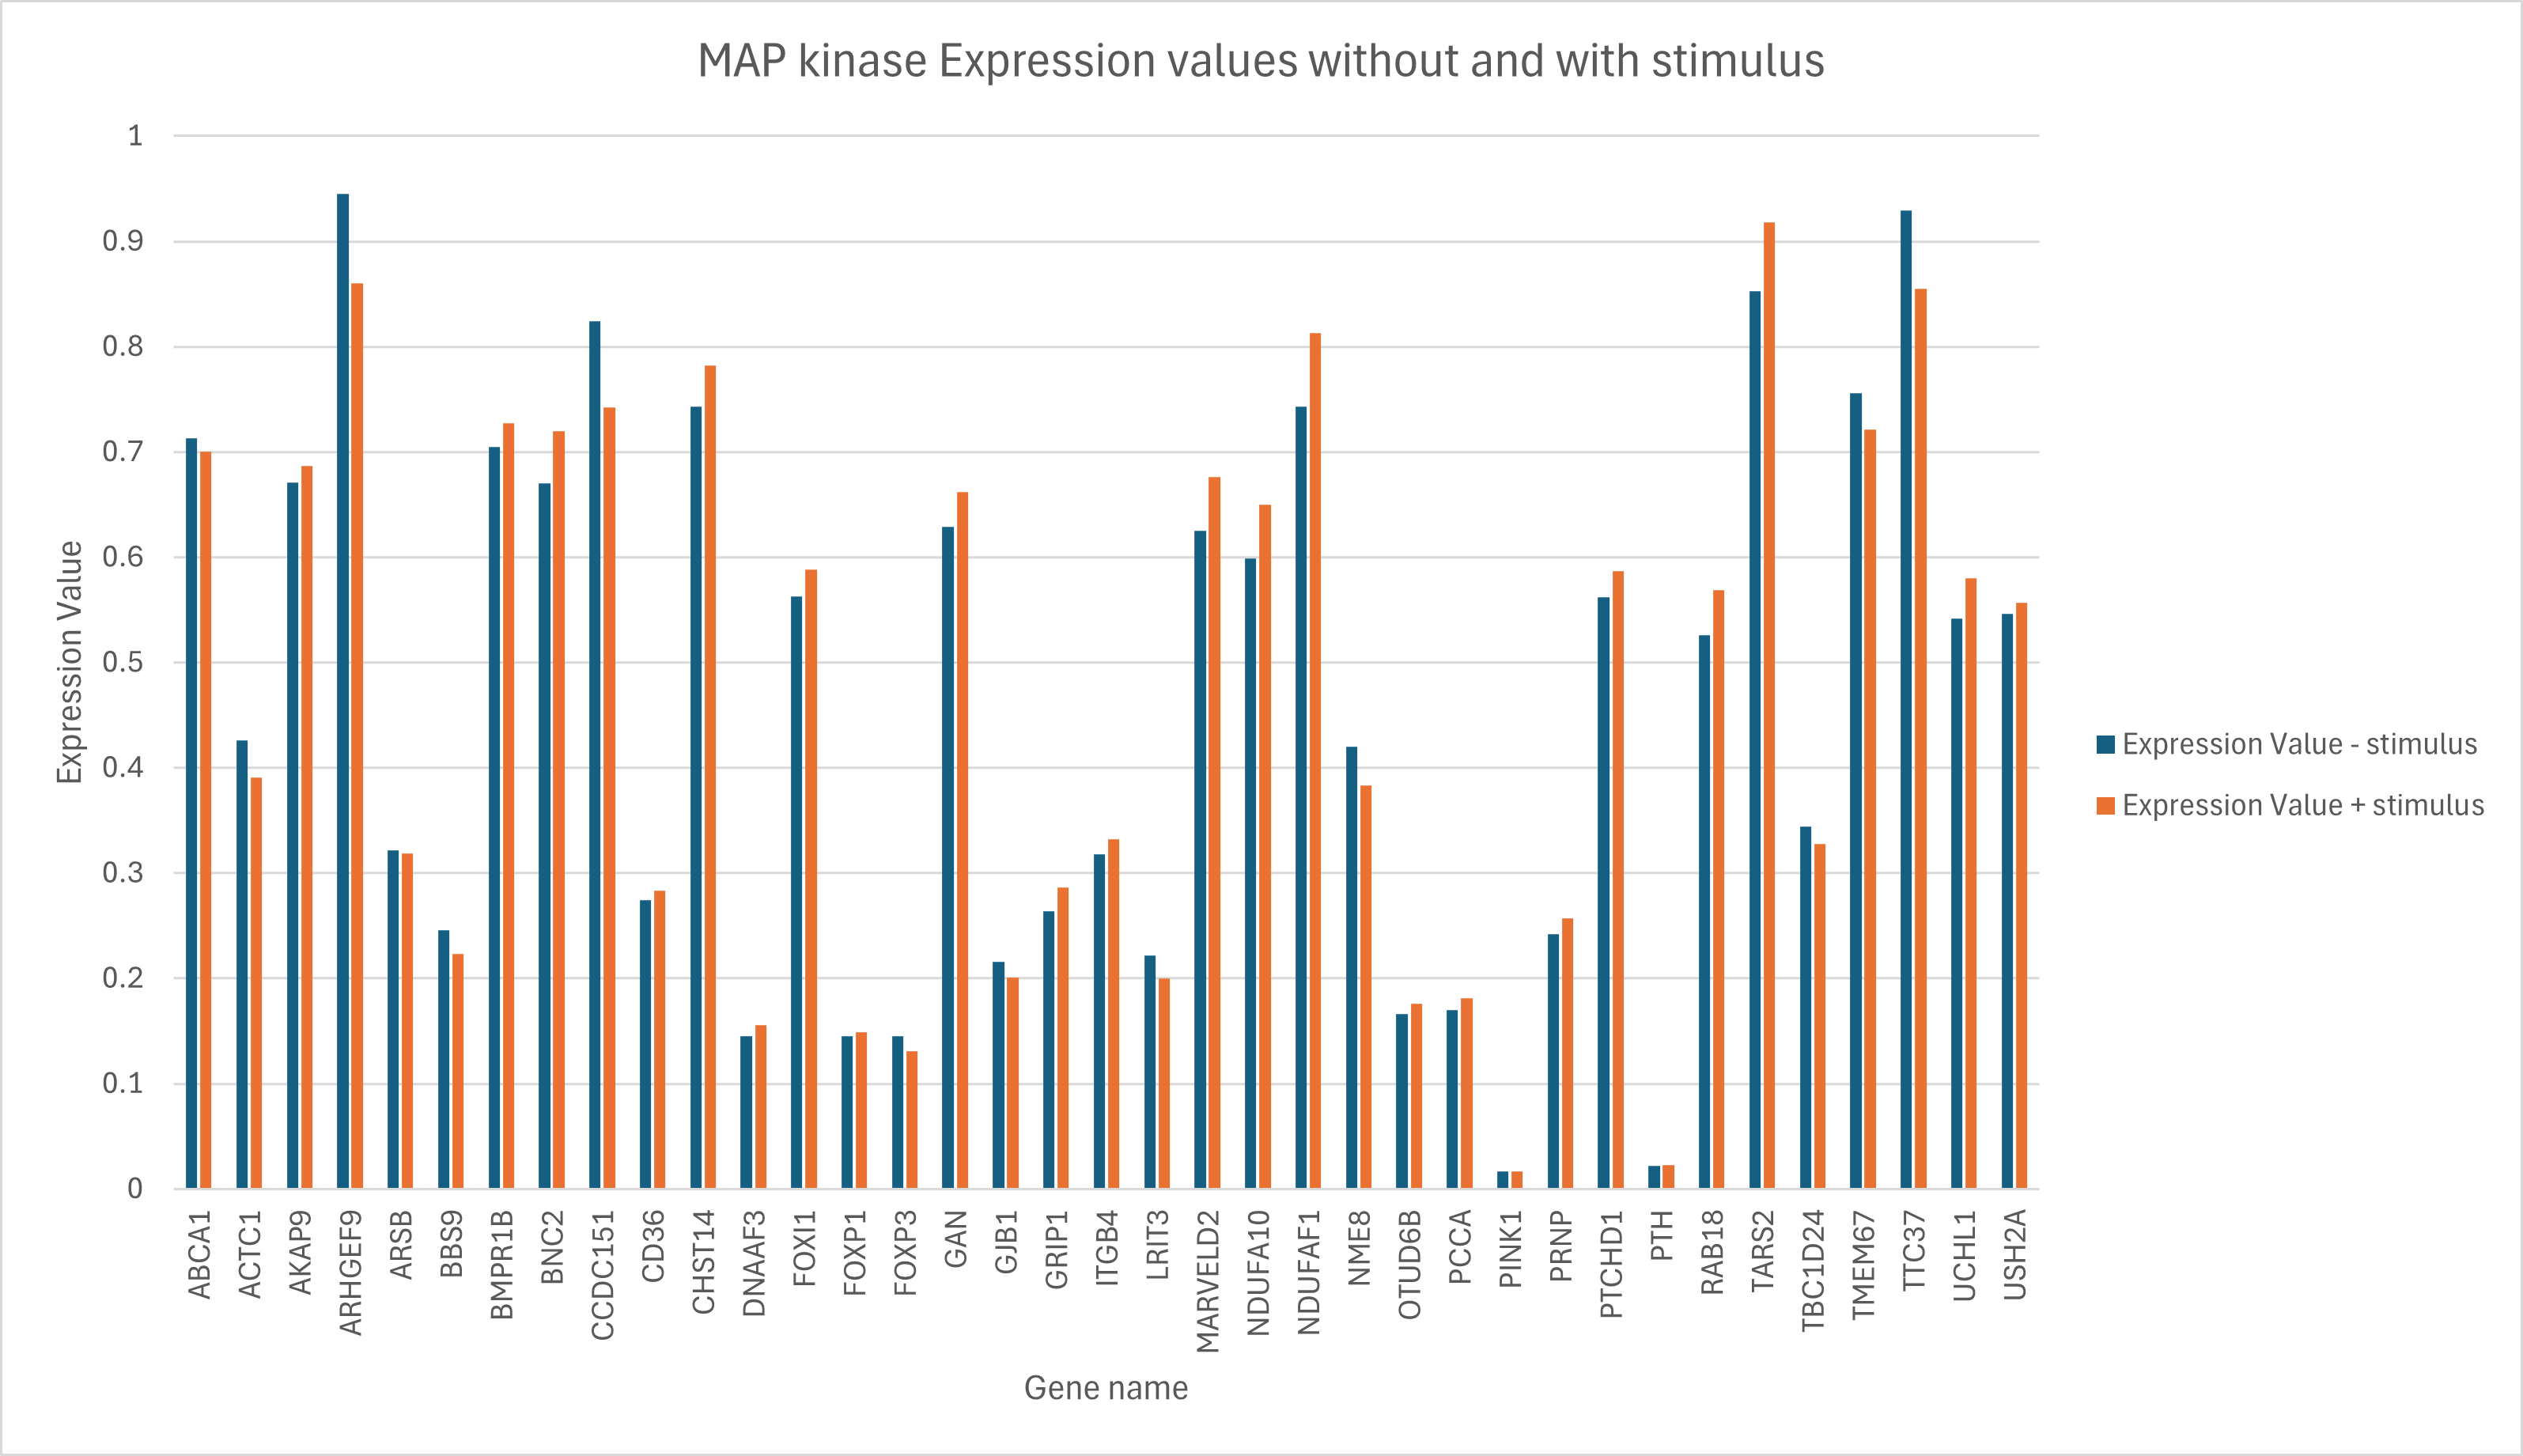 MAP kinase Expression values without and with stimulus
1
0.9
0.8
0.7
0.6
0.5
0.4
0.3
0.2
0.1
0
Expression Value
ABCA1
ACTC1
AKAP9
ARHGEF9
ARSB
BBS9
BMPR1B
BNC2
CCDC151
CD36
CHST14
DNAAF3
FOXI1
FOXP1
FOXP3
GAN
GJB1
GRIP1
ITGB4
LRIT3
MARVELD2
NDUFA10
NDUFAF1
NME8
OTUD6B
PCCA
PINK1
PRNP
PTCHD1
PTH
RAB18
TARS2
TBC1D24
TMEM67
TTC37
UCHL1
USH2A
Gene name
Expression Value - stimulus
Expression Value + stimulus